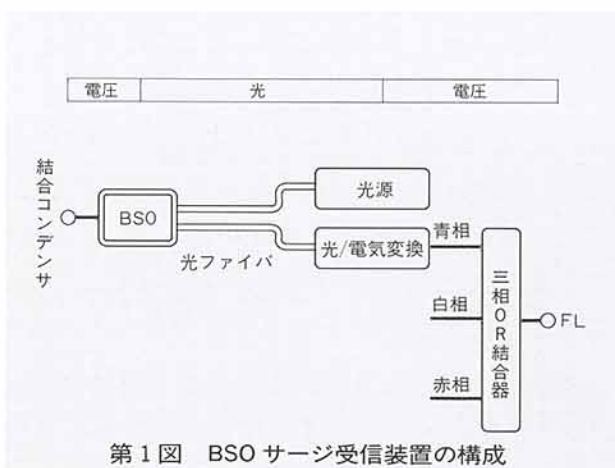 電圧 光 電圧
結合コンデンサ
BSO
光源
光ファイバ
光/電気変換
青相
白相
赤相
三相OR結合器
FL
第1図 BSOサージ受信装置の構成